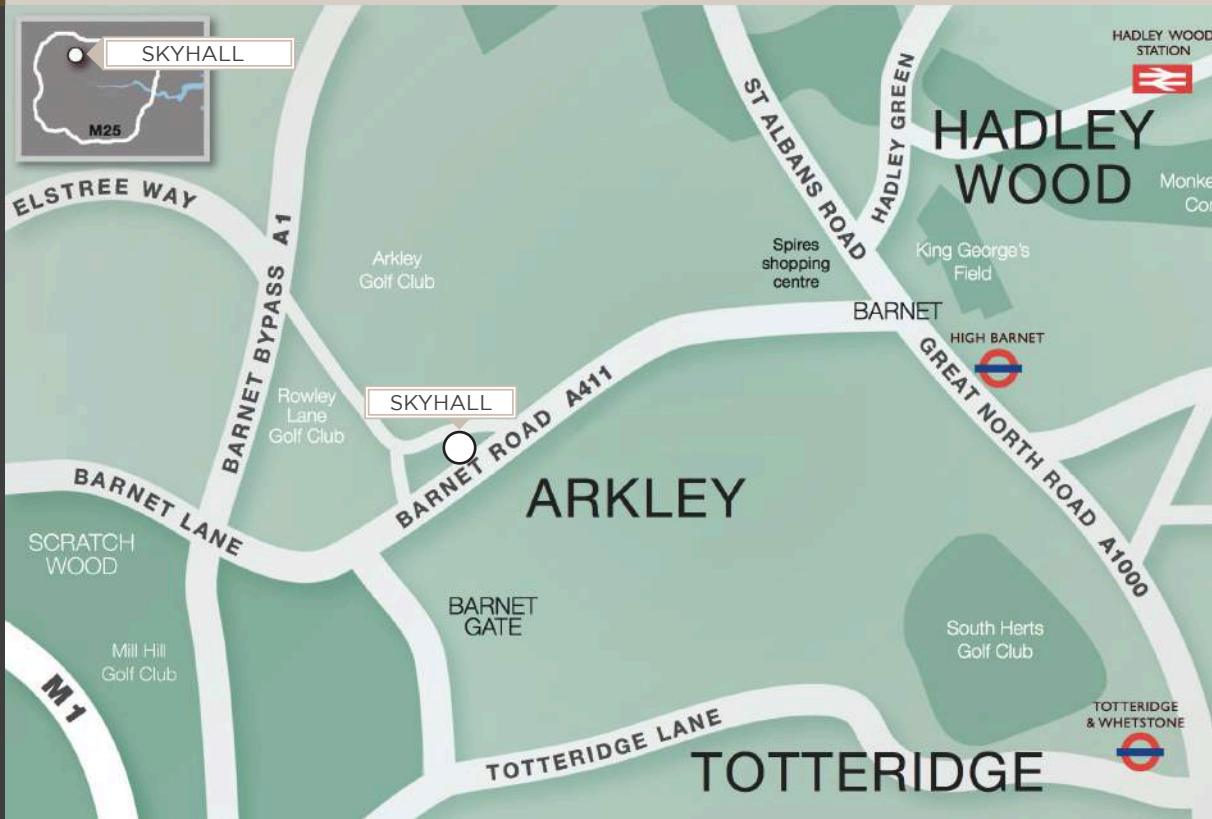 SKYHALL
M25
HADLEY WOOD
STATION
ELSTREE WAY
BARNET BYPASS A1
ST ALBANS ROAD
HADLEY GREEN
HADLEY
WOOD
Monke
Co
Arkley
Golf Club
Spires
shopping
centre
King George's
Field
BARNET
HIGH BARNET
Rowley
Lane
Golf Club
SKYHALL
BARNET ROAD A411
GREAT NORTH ROAD A1000
ARKLEY
BARNET LANE
SCRATCH
WOOD
BARNET
GATE
Mill Hill
Golf Club
South Herts
Golf Club
M1
TOTTERIDGE
& WHETSTONE
TOTTERIDGE LANE
TOTTERIDGE